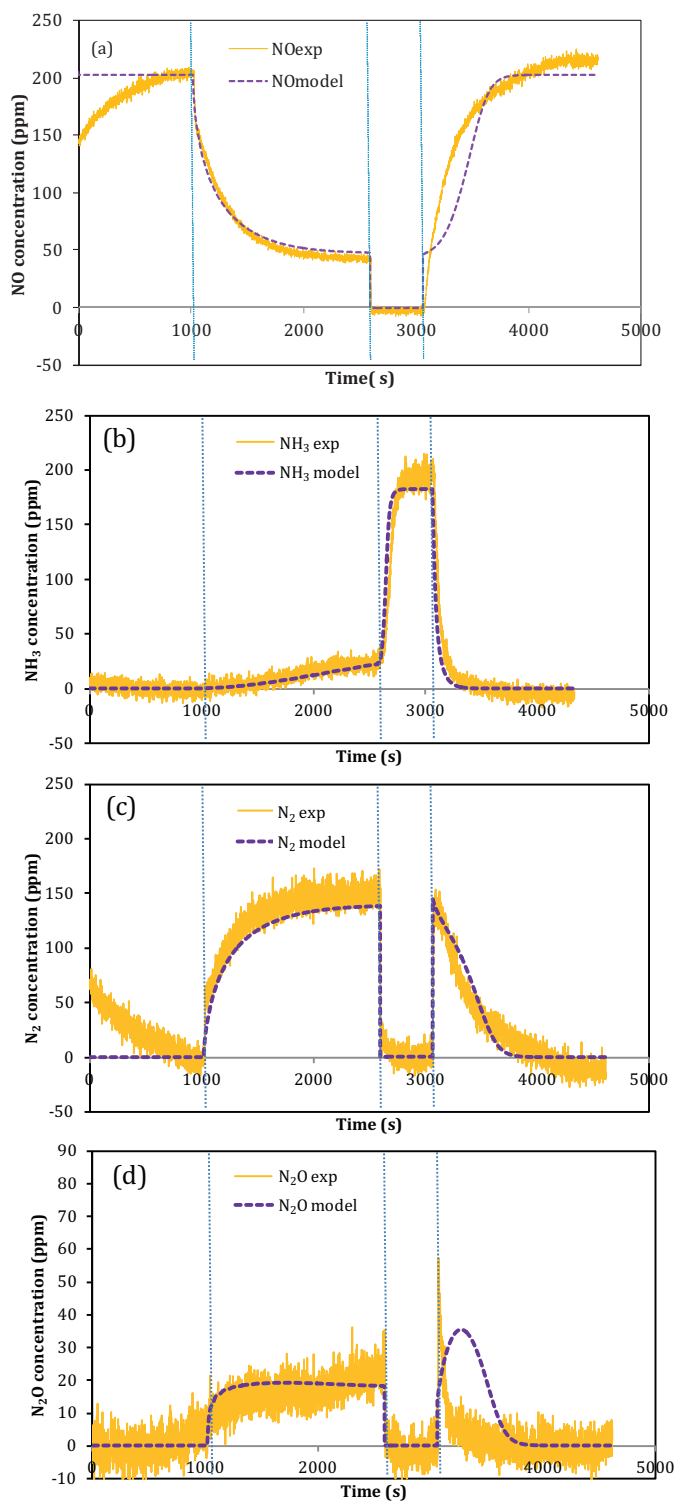 (a)
NOexp
NOmodel
250
200
150
100
50
0
-50
0
1000
2000
3000
4000
5000
NO concentration (ppm)
Time( s)
(b)
NH₃ exp
NH₃ model
250
200
150
100
50
0
-50
0
1000
2000
3000
4000
5000
NH₃ concentration (ppm)
Time (s)
(c)
N₂ exp
N₂ model
250
200
150
100
50
0
-50
0
1000
2000
3000
4000
5000
N₂ concentration (ppm)
Time (s)
(d)
N₂O exp
N₂O model
90
80
70
60
50
40
30
20
10
0
-10
0
1000
2000
3000
4000
5000
N₂O concentration (ppm)
Time (s)